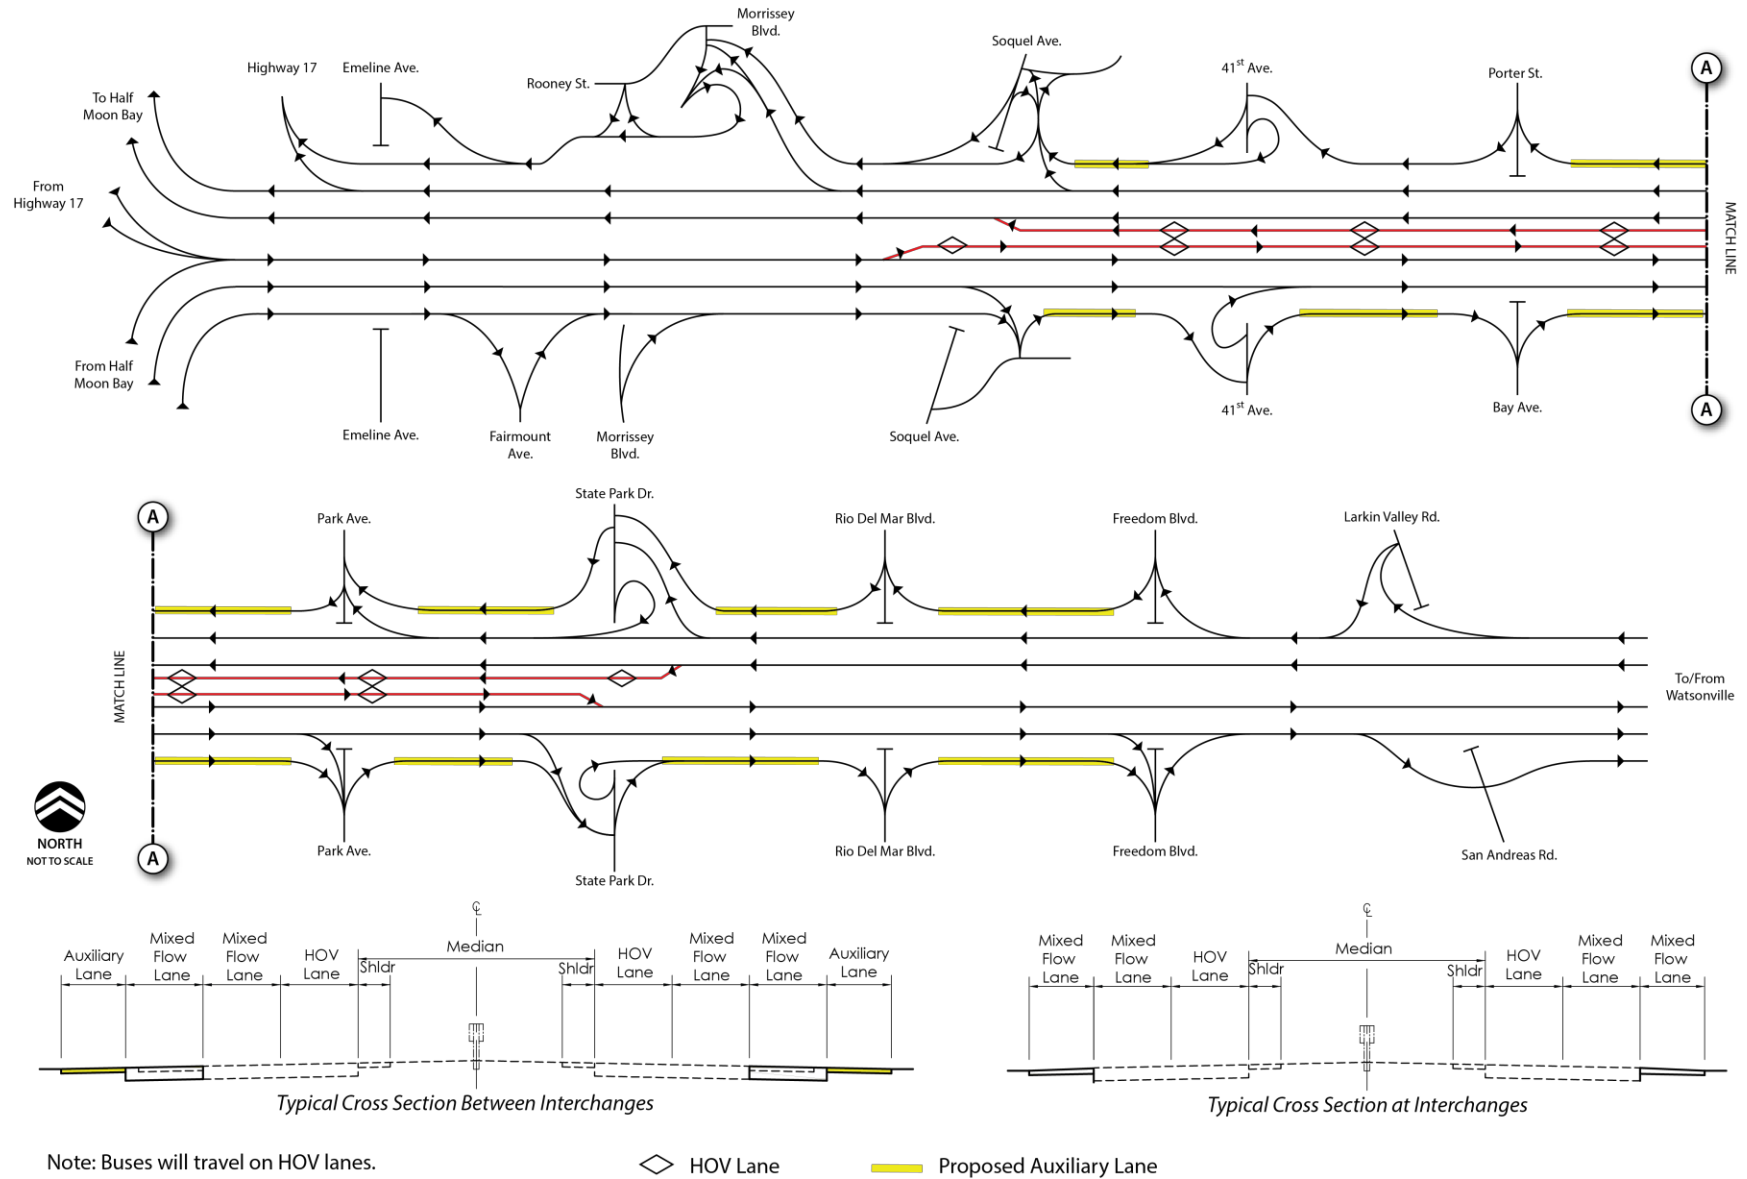 Morrissey
Blvd.
Soquel Ave.
Highway 17
Emeline Ave.
Rooney St.
41st Ave.
Porter St.
A
To Half
Moon Bay
From
Highway 17
MATCH LINE
From Half
Moon Bay
Emeline Ave.
Fairmount
Ave.
Morrissey
Blvd.
Soquel Ave.
41st Ave.
Bay Ave.
A
A
Park Ave.
State Park Dr.
Rio Del Mar Blvd.
Freedom Blvd.
Larkin Valley Rd.
MATCH LINE
To/From
Watsonville
NORTH
NOT TO SCALE
A
Park Ave.
State Park Dr.
Rio Del Mar Blvd.
Freedom Blvd.
San Andreas Rd.
Auxiliary
Lane
Mixed
Flow
Lane
Mixed
Flow
Lane
HOV
Lane
Shldr
℄
Median
Shldr
HOV
Lane
Mixed
Flow
Lane
Mixed
Flow
Lane
Auxiliary
Lane
Typical Cross Section Between Interchanges
Mixed
Flow
Lane
Mixed
Flow
Lane
HOV
Lane
Shldr
℄
Median
Shldr
HOV
Lane
Mixed
Flow
Lane
Mixed
Flow
Lane
Typical Cross Section at Interchanges
Note: Buses will travel on HOV lanes.
HOV Lane
Proposed Auxiliary Lane